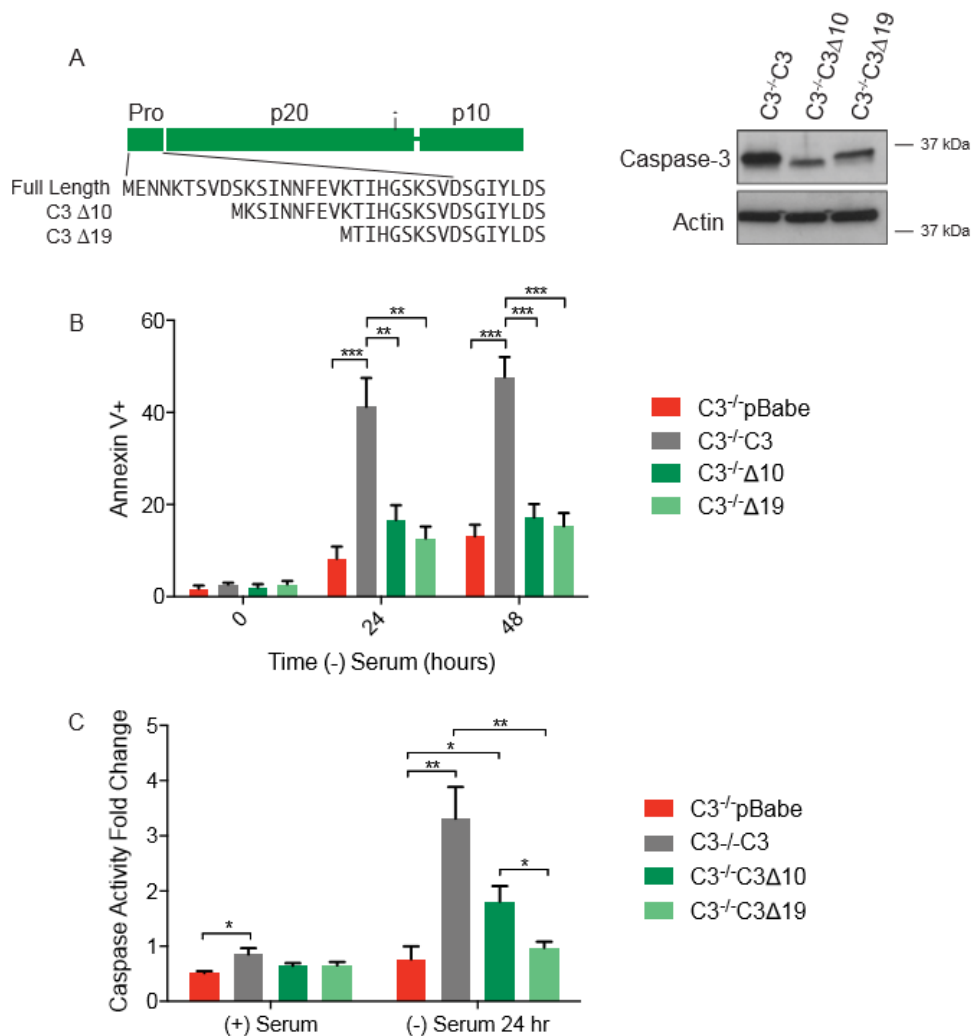 A
Pro p20 i p10
Full Length MENNKTSVDSKSINNFEVKTIHGSKSVDSGIYLDS
C3 Δ10 MKSINNFEVKTIHGSKSVDSGIYLDS
C3 Δ19 MTIHGSKSVDSGIYLDS
C3-/-C3 C3-/-C3Δ10 C3-/-C3Δ19
Caspase-3 — 37 kDa
Actin — 37 kDa
B
Annexin V+
60
40
20
0
*** ** ** *** *** ***
0 24 48
Time (-) Serum (hours)
C3-/-pBabe
C3-/-C3
C3-/-Δ10
C3-/-Δ19
C
Caspase Activity Fold Change
5
4
3
2
1
0
* ** * ** *
(+) Serum (-) Serum 24 hr
C3-/-pBabe
C3-/-C3
C3-/-C3Δ10
C3-/-C3Δ19